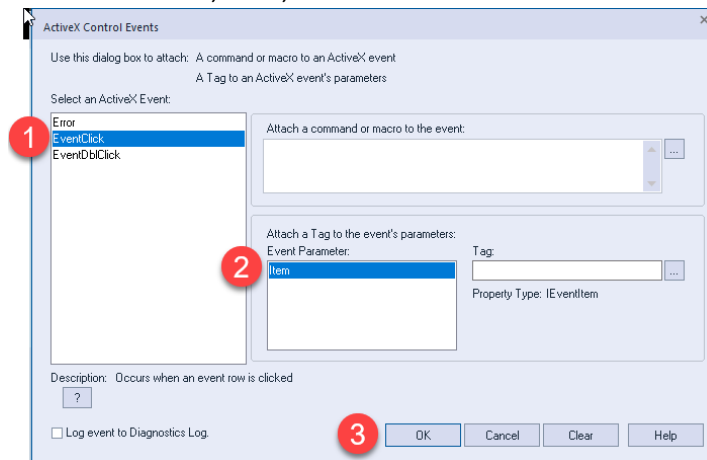 ActiveX Control Events
Use this dialog box to attach: A command or macro to an ActiveX event
A Tag to an ActiveX event's parameters
Select an ActiveX Event:
Error
EventClick
EventDblClick
1
Attach a command or macro to the event:
...
Attach a Tag to the event's parameters:
Event Parameter:
Tag:
2
Item
...
Property Type: IEventItem
Description: Occurs when an event row is clicked
?
Log event to Diagnostics Log.
3
OK
Cancel
Clear
Help